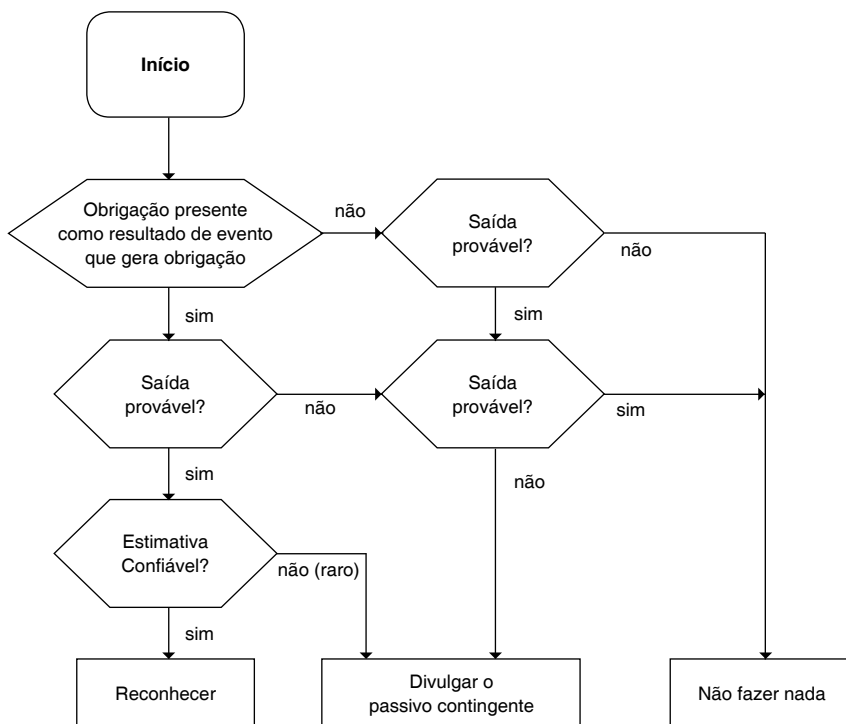 Início
Obrigação presente
como resultado de evento
que gera obrigação
não
Saída
provável?
não
sim
sim
Saída
provável?
não
Saída
provável?
sim
sim
não
Estimativa
Confiável?
não (raro)
sim
Reconhecer
Divulgar o
passivo contingente
Não fazer nada